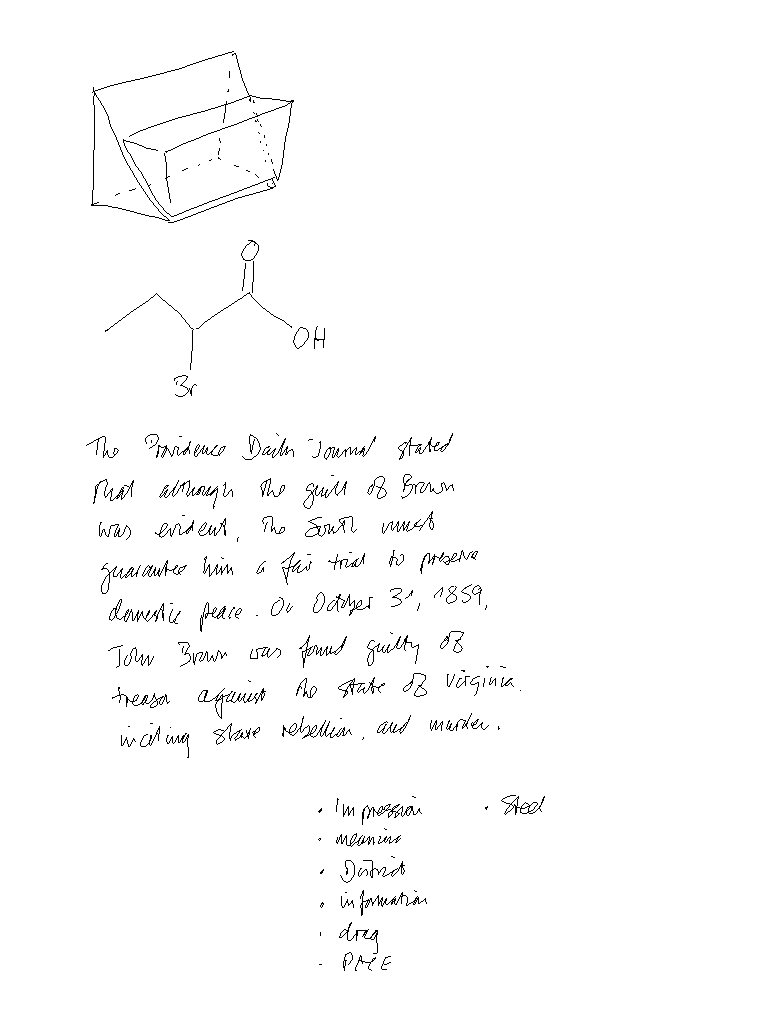 O
OH
Br
The Providence Daily Journal stated
that although the guilt of Brown
was evident, the South must
guarantee him a fair trial to preserve
domestic peace. On October 31, 1859,
John Brown was found guilty of
treason against the state of Virginia,
inciting slave rebellion, and murder.
• Impression • Steel
• meaning
• District
• information
• drag
• PACE